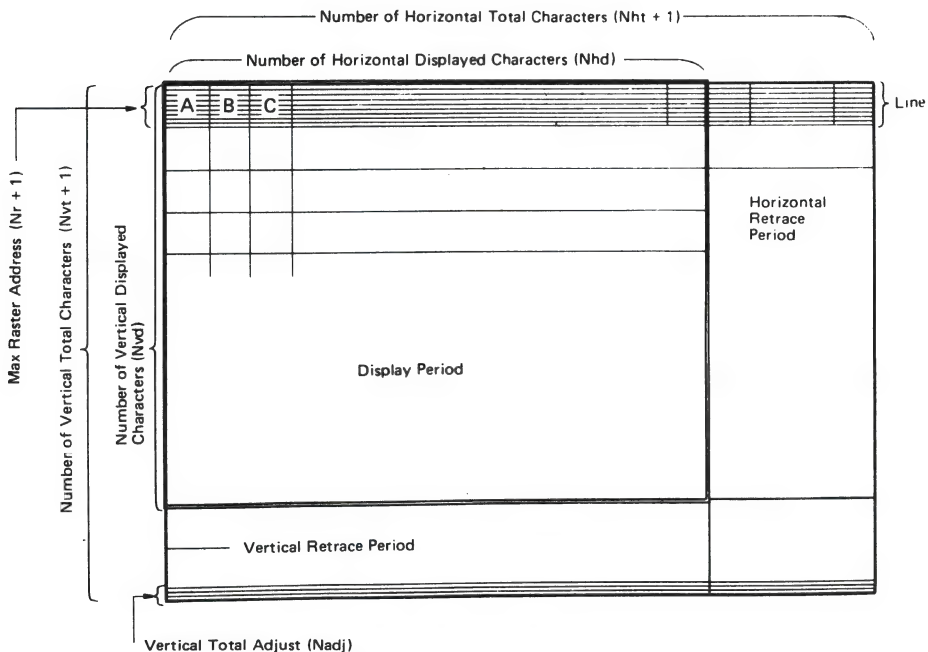 Number of Horizontal Total Characters (Nht + 1)
Number of Horizontal Displayed Characters (Nhd)
A B C
Line
Max Raster Address (Nr + 1)
Number of Vertical Total Characters (Nvt + 1)
Number of Vertical Displayed
Characters (Nvd)
Horizontal
Retrace
Period
Display Period
Vertical Retrace Period
Vertical Total Adjust (Nadj)